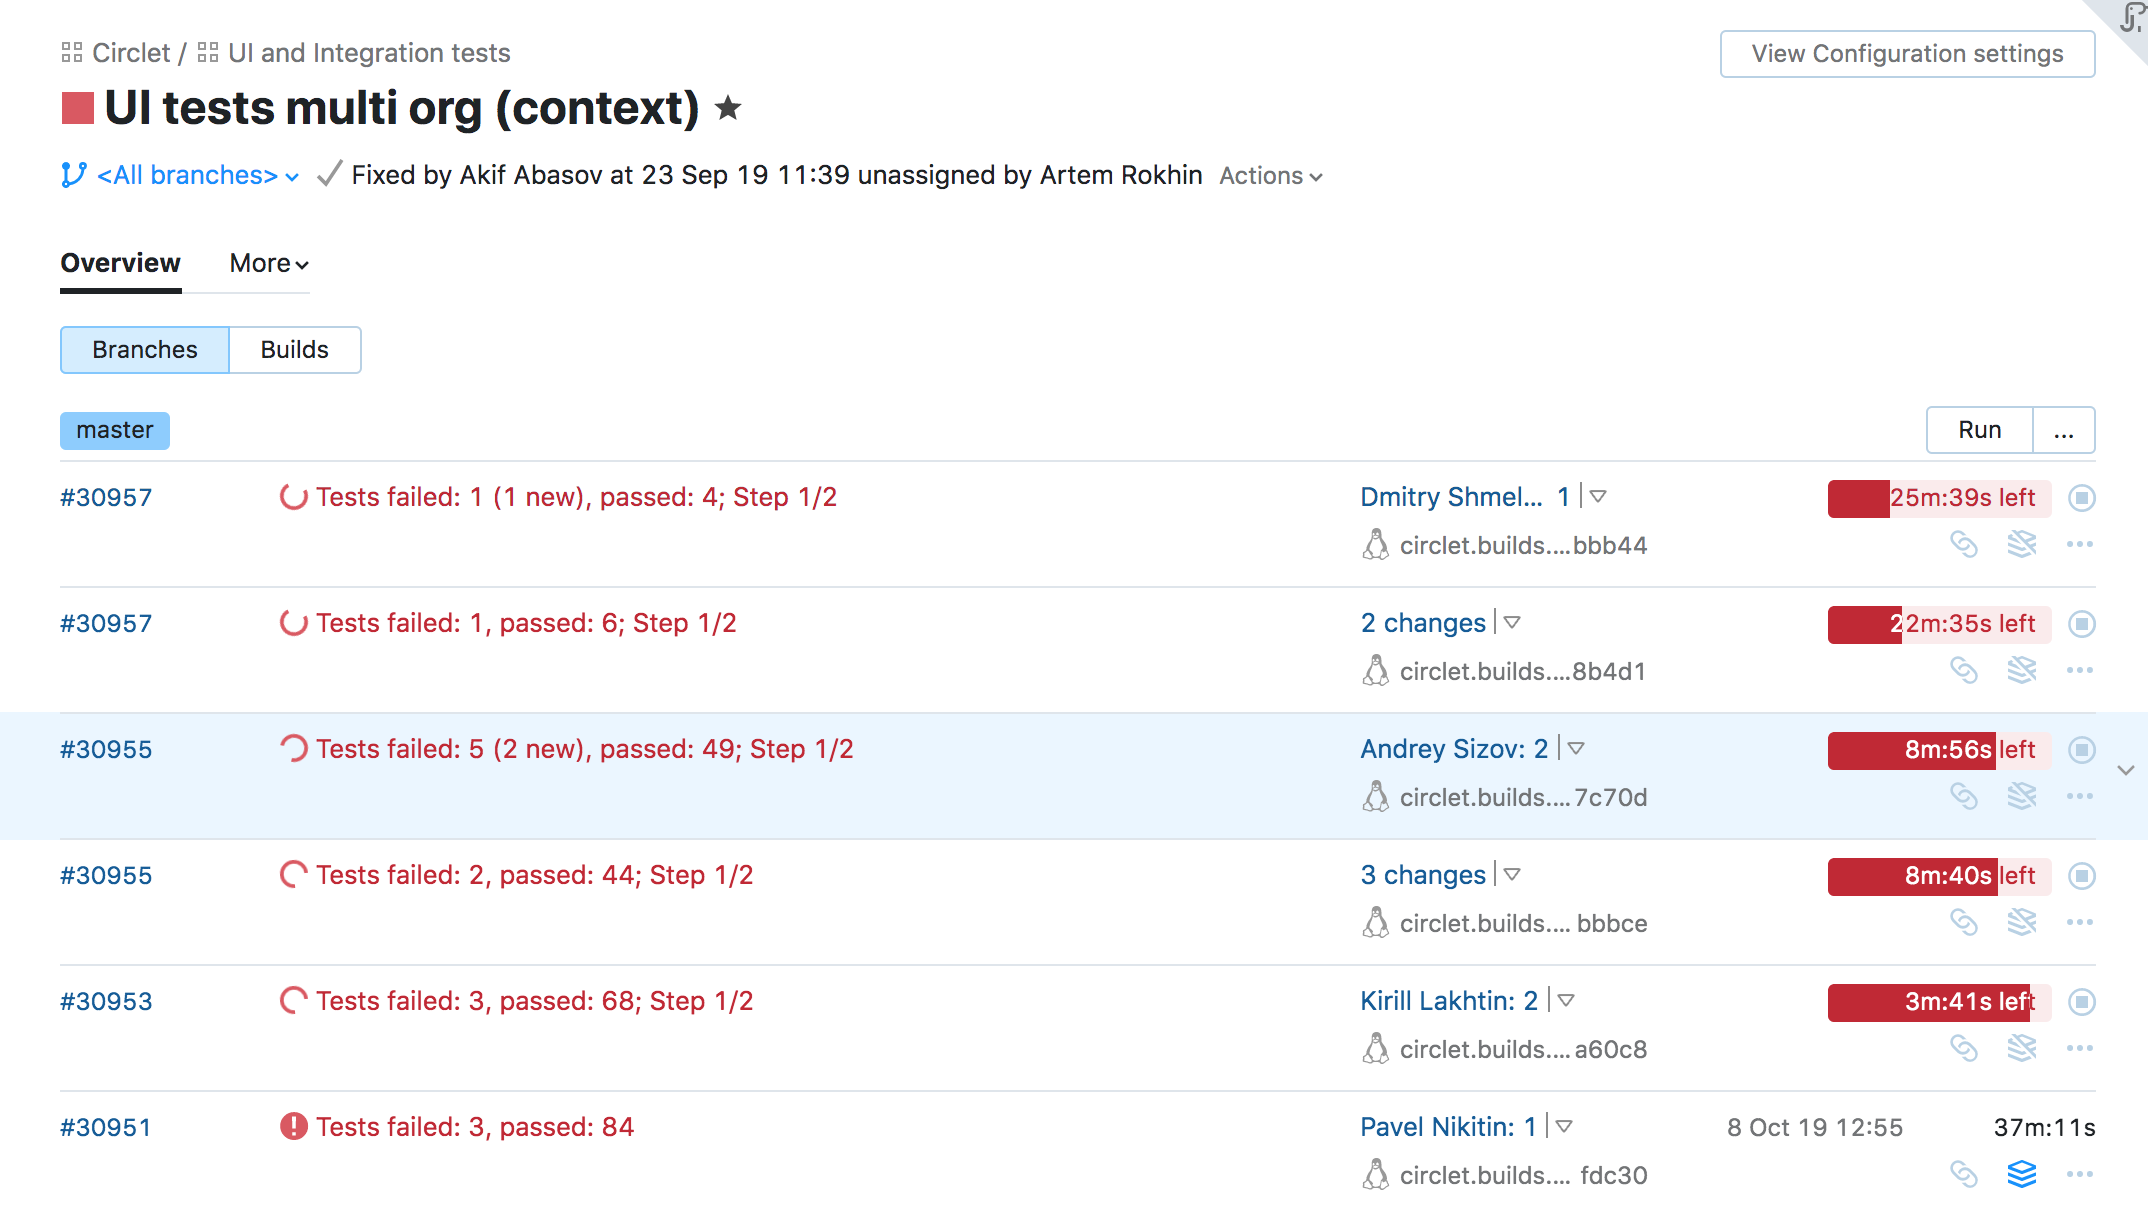 Circlet / UI and Integration tests
View Configuration settings
UI tests multi org (context)
<All branches> Fixed by Akif Abasov at 23 Sep 19 11:39 unassigned by Artem Rokhin Actions
Overview More
Branches Builds
master Run ...
#30957 Tests failed: 1 (1 new), passed: 4; Step 1/2 Dmitry Shmel... 1 25m:39s left
circlet.builds....bbb44
#30957 Tests failed: 1, passed: 6; Step 1/2 2 changes 22m:35s left
circlet.builds....8b4d1
#30955 Tests failed: 5 (2 new), passed: 49; Step 1/2 Andrey Sizov: 2 8m:56s left
circlet.builds....7c70d
#30955 Tests failed: 2, passed: 44; Step 1/2 3 changes 8m:40s left
circlet.builds.... bbbce
#30953 Tests failed: 3, passed: 68; Step 1/2 Kirill Lakhtin: 2 3m:41s left
circlet.builds....a60c8
#30951 Tests failed: 3, passed: 84 Pavel Nikitin: 1 8 Oct 19 12:55 37m:11s
circlet.builds.... fdc30